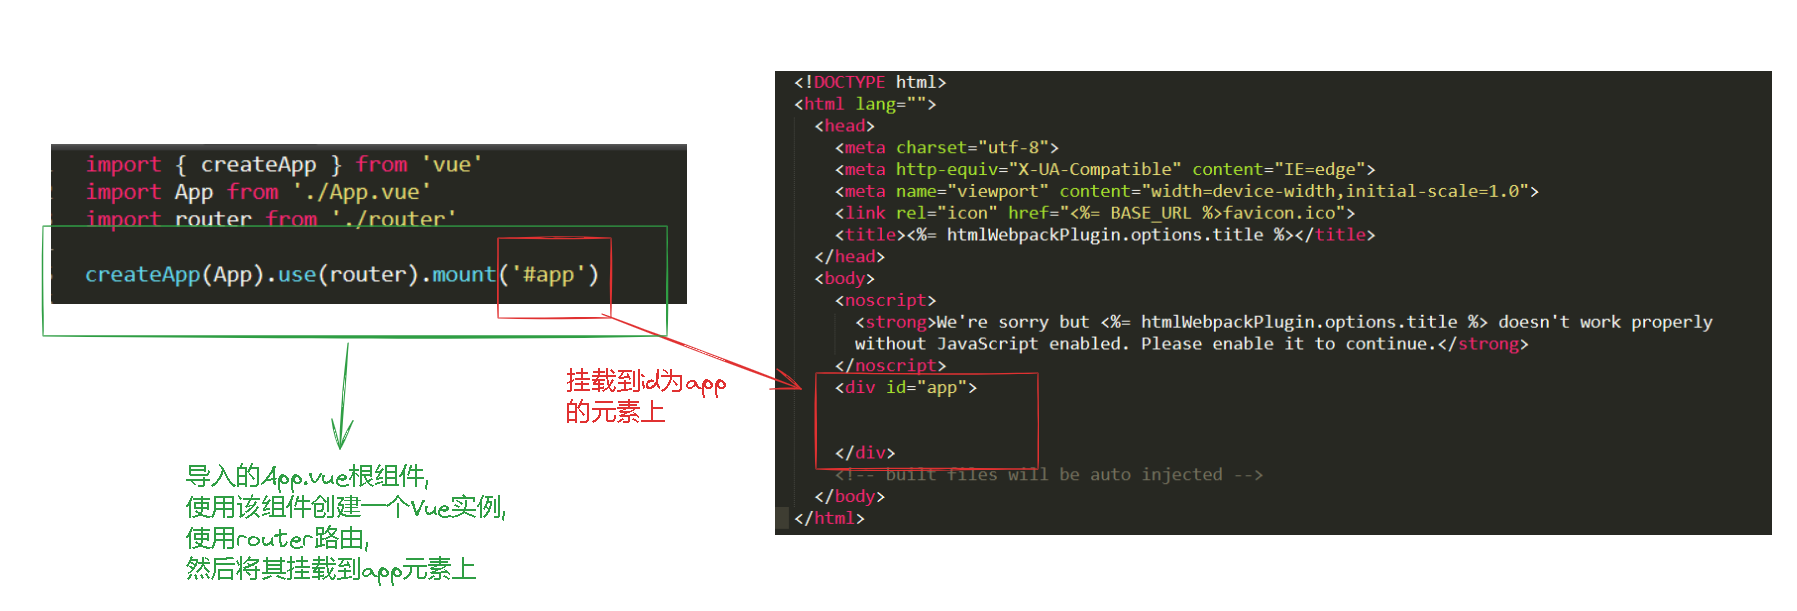 import { createApp } from 'vue'
import App from './App.vue'
import router from './router'
createApp(App).use(router).mount('#app')
导入的App.vue根组件,
使用该组件创建一个Vue实例,
使用router路由,
然后将其挂载到app元素上
挂载到id为app
的元素上
<!DOCTYPE html>
<html lang="">
<head>
<meta charset="utf-8">
<meta http-equiv="X-UA-Compatible" content="IE=edge">
<meta name="viewport" content="width=device-width,initial-scale=1.0">
<link rel="icon" href="<%= BASE_URL %>favicon.ico">
<title><%= htmlWebpackPlugin.options.title %></title>
</head>
<body>
<noscript>
<strong>We're sorry but <%= htmlWebpackPlugin.options.title %> doesn't work properly
without JavaScript enabled. Please enable it to continue.</strong>
</noscript>
<div id="app">
</div>
<!-- built files will be auto injected -->
</body>
</html>